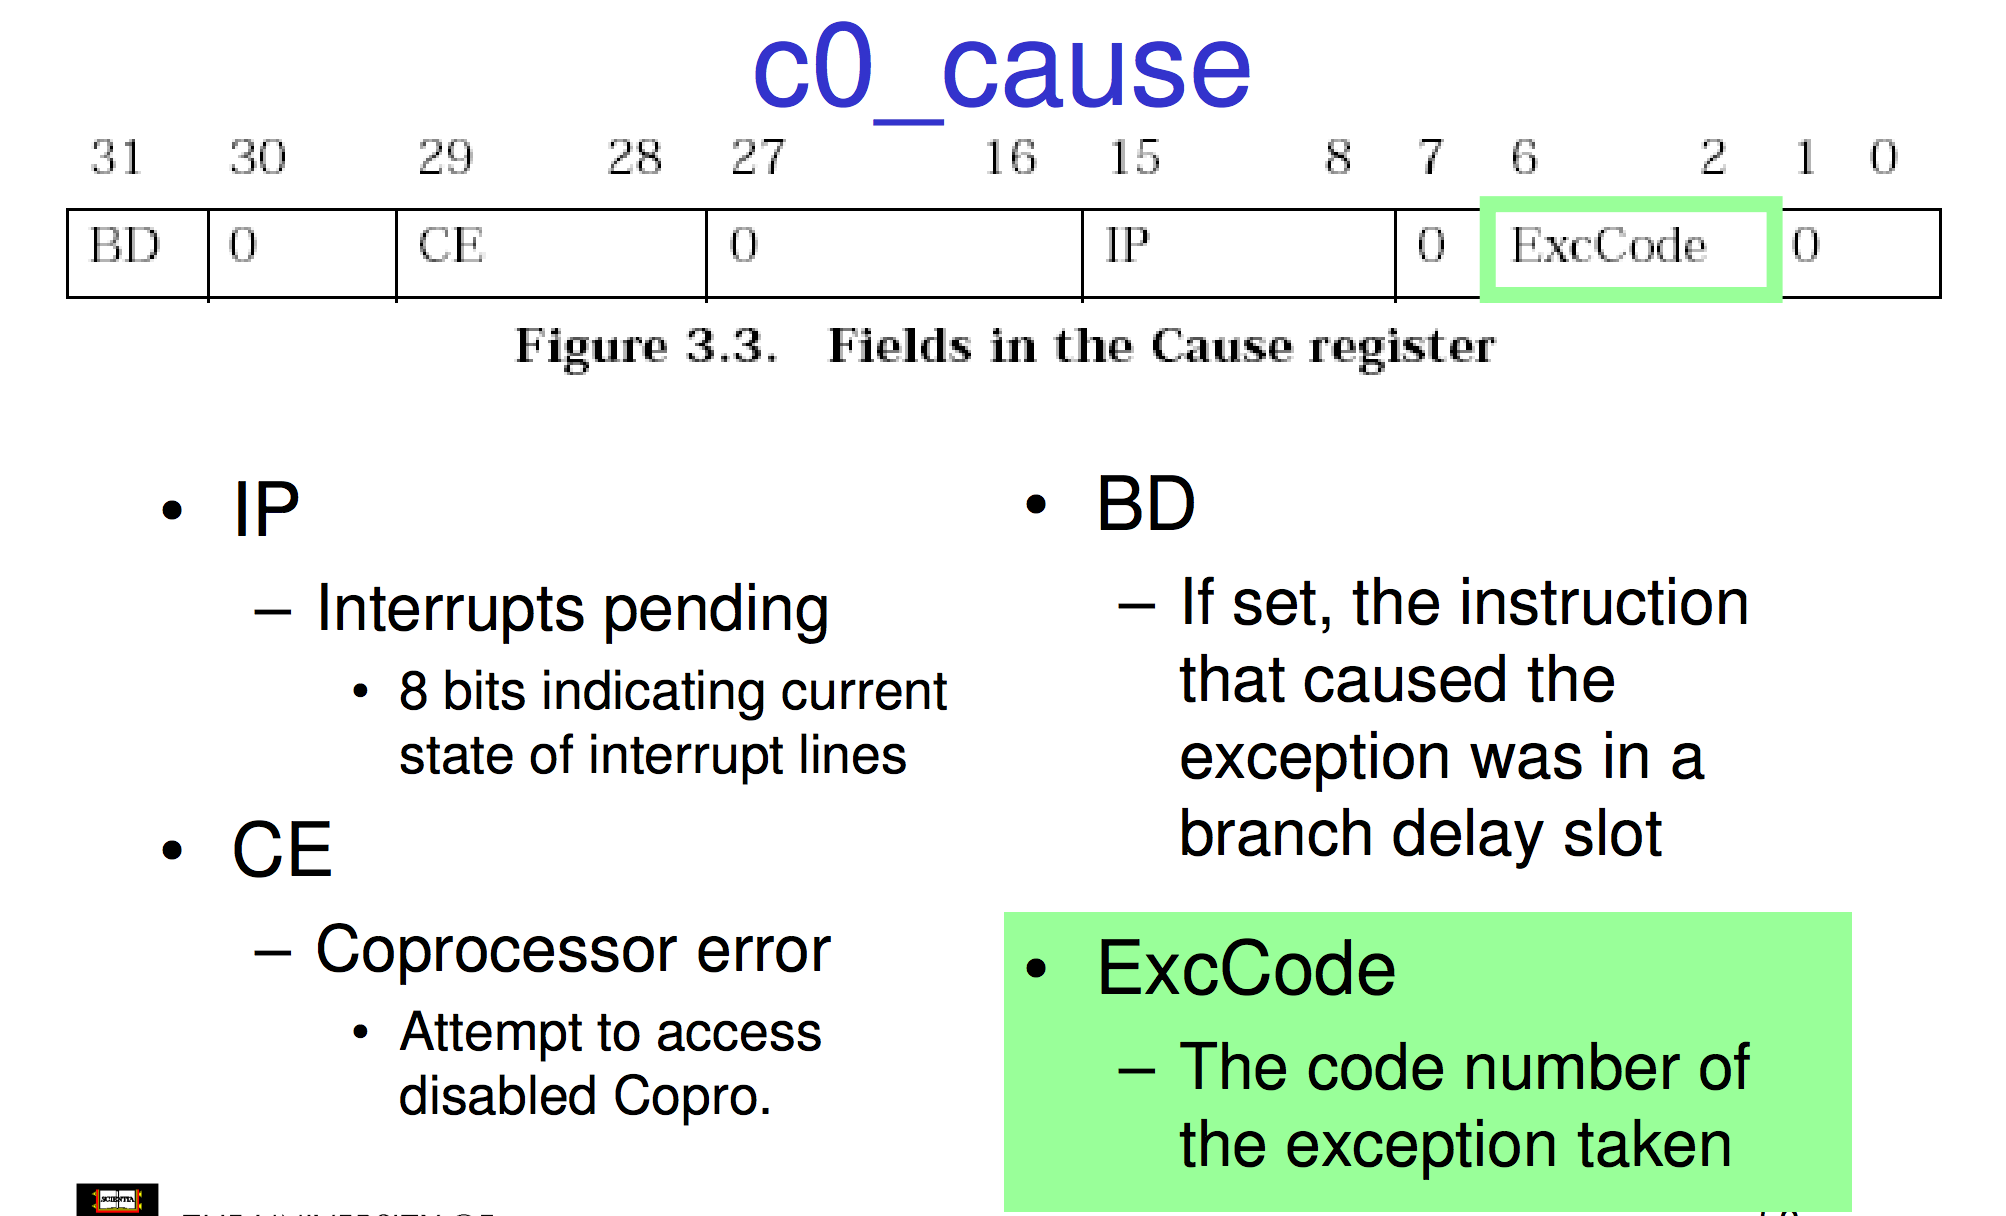 c0_cause
31 30 29 28 27 16 15 8 7 6 2 1 0
BD 0 CE 0 IP 0 ExcCode 0
Figure 3.3. Fields in the Cause register
• IP
– Interrupts pending
• 8 bits indicating current
state of interrupt lines
• CE
– Coprocessor error
• Attempt to access
disabled Copro.
• BD
– If set, the instruction
that caused the
exception was in a
branch delay slot
• ExcCode
– The code number of
the exception taken
SCIENTIA